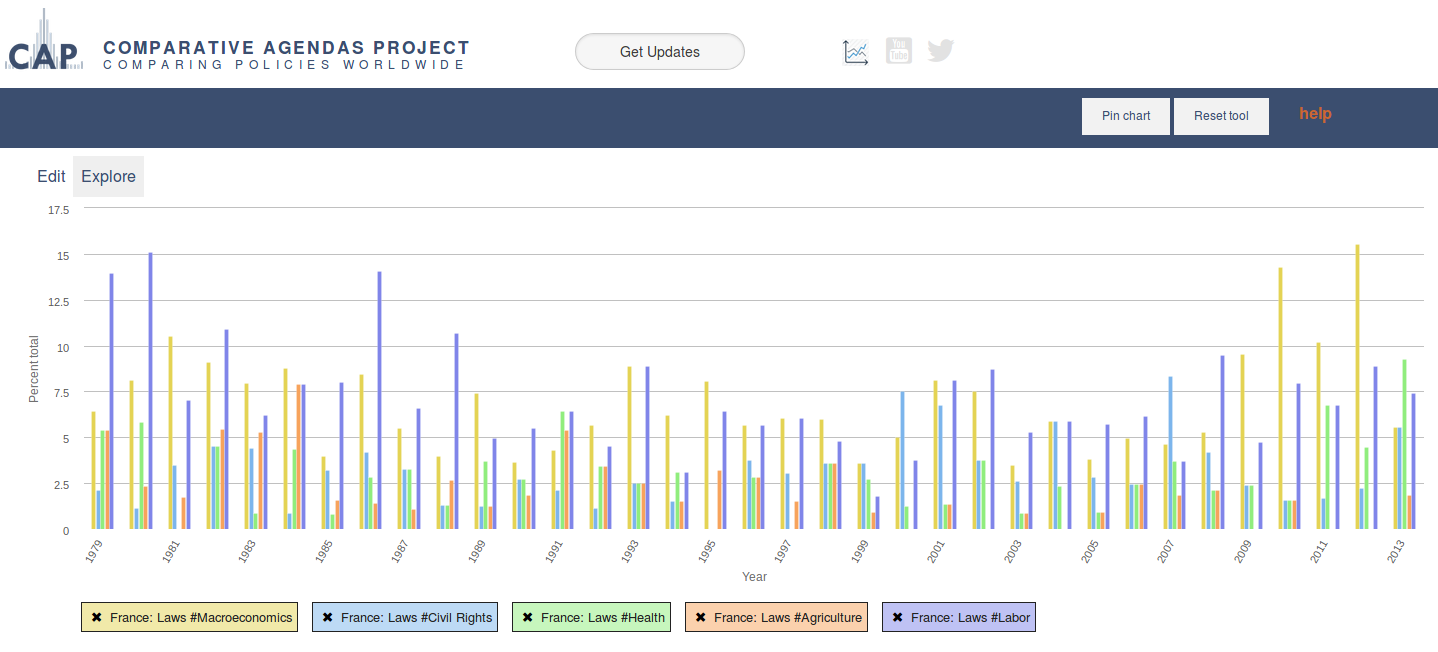 CAP
COMPARATIVE AGENDAS PROJECT
COMPARING POLICIES WORLDWIDE
Get Updates
You
Tube
Pin chart
Reset tool
help
Edit
Explore
17.5
15
12.5
10
7.5
5
2.5
0
Percent total
1979
1981
1983
1985
1987
1989
1991
1993
1995
1997
1999
2001
2003
2005
2007
2009
2011
2013
Year
✖ France: Laws #Macroeconomics
✖ France: Laws #Civil Rights
✖ France: Laws #Health
✖ France: Laws #Agriculture
✖ France: Laws #Labor